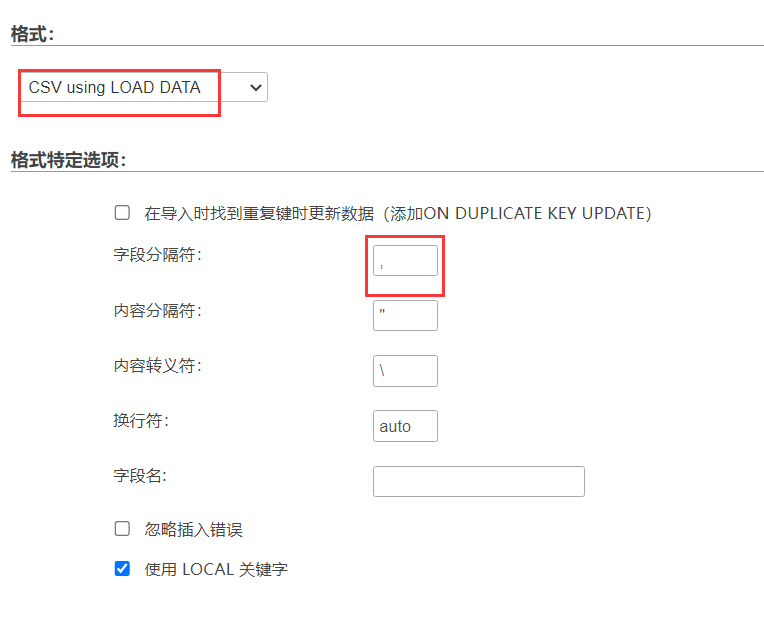 格式：
CSV using LOAD DATA
格式特定选项：
在导入时找到重复键时更新数据（添加ON DUPLICATE KEY UPDATE）
字段分隔符： ,
内容分隔符： "
内容转义符： \
换行符： auto
字段名:
忽略插入错误
使用 LOCAL 关键字